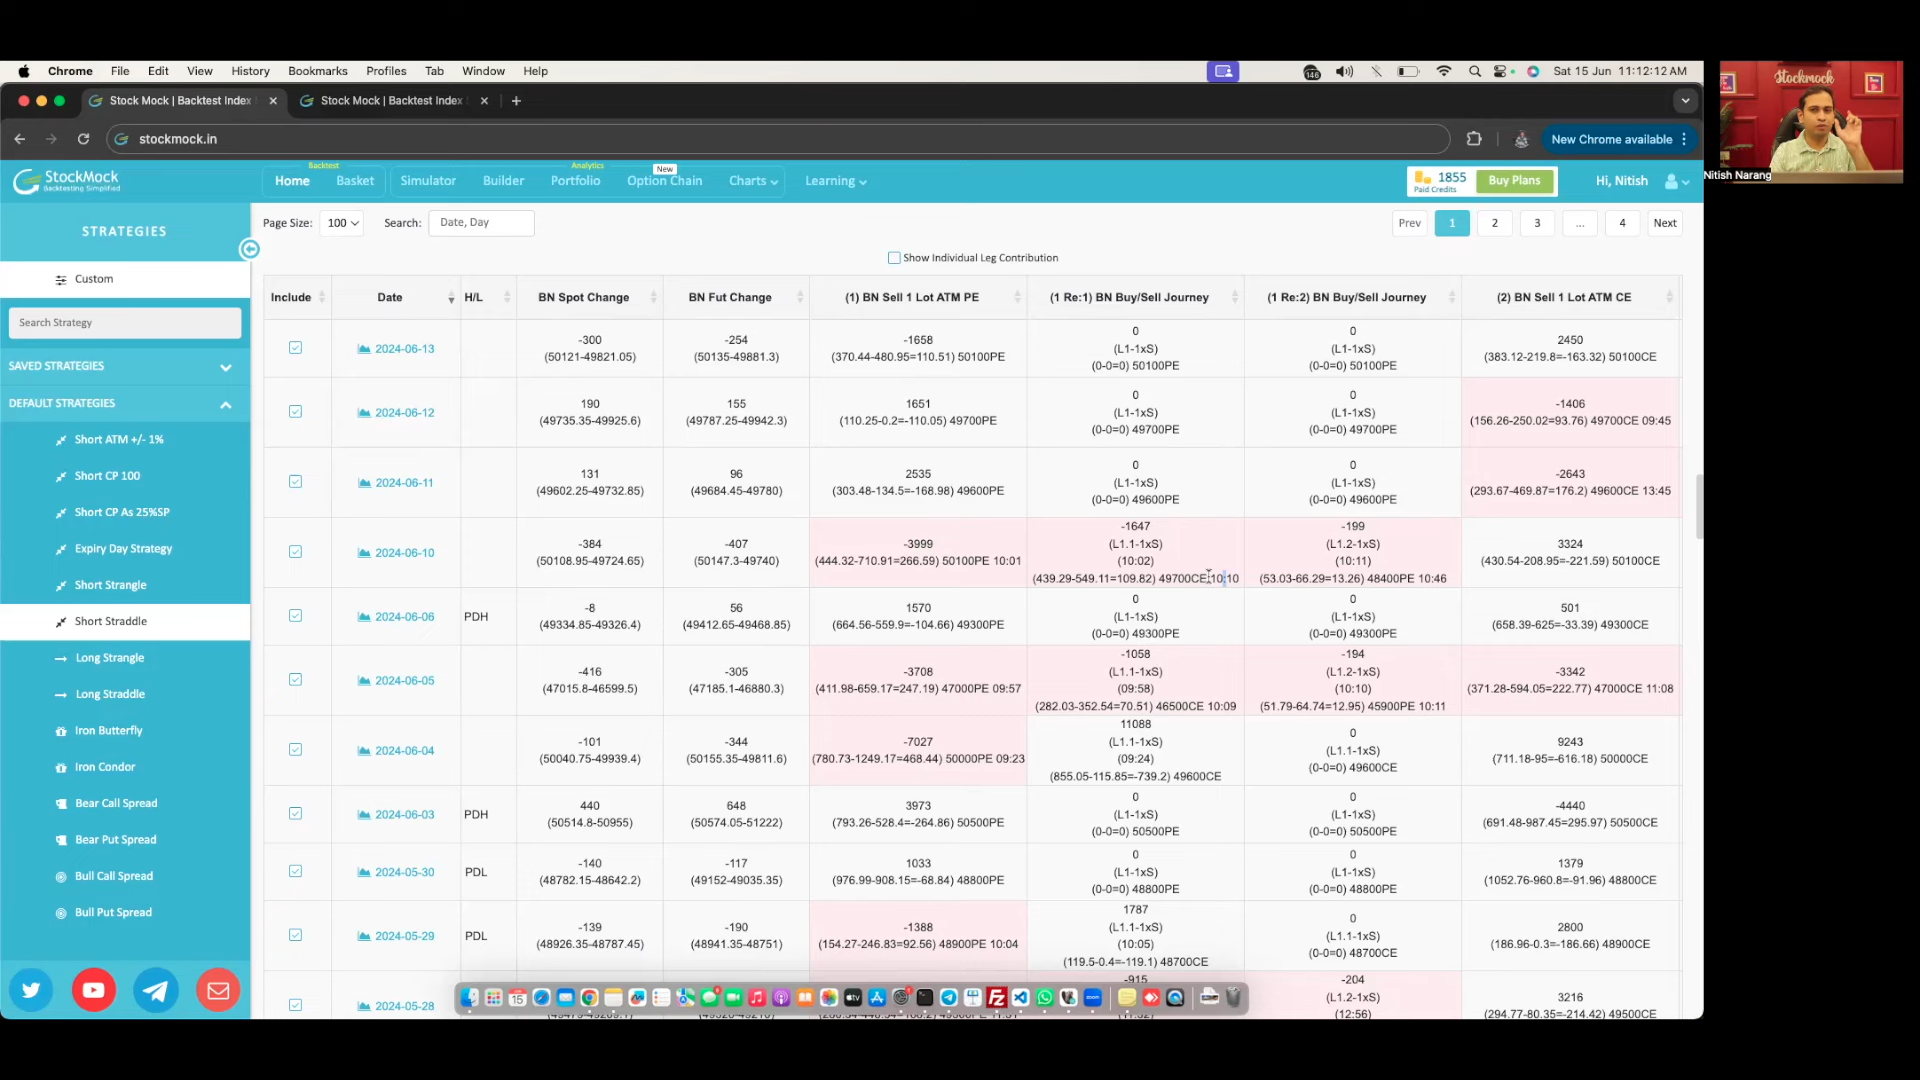 Chrome File Edit View History Bookmarks Profiles Tab Window Help
146
Sat 15 Jun 11:12:12 AM
Stock Mock | Backtest Index
Stock Mock | Backtest Index
stockmock.in
New Chrome available
Stockmock
Nitish Narang
StockMock
Backtesting Simplified
Backtest
Analytics
New
Home Basket Simulator Builder Portfolio Option Chain Charts Learning
1855
Paid Credits
Buy Plans
Hi, Nitish
STRATEGIES
Custom
Search Strategy
SAVED STRATEGIES
DEFAULT STRATEGIES
Short ATM +/- 1%
Short CP 100
Short CP As 25%SP
Expiry Day Strategy
Short Strangle
Short Straddle
Long Strangle
Long Straddle
Iron Butterfly
Iron Condor
Bear Call Spread
Bear Put Spread
Bull Call Spread
Bull Put Spread
Page Size: 100 Search: Date, Day
Prev 1 2 3 ... 4 Next
Show Individual Leg Contribution
Include Date H/L BN Spot Change BN Fut Change (1) BN Sell 1 Lot ATM PE (1 Re:1) BN Buy/Sell Journey (1 Re:2) BN Buy/Sell Journey (2) BN Sell 1 Lot ATM CE
0 0
-300 -254 -1658 2450
2024-06-13 (L1-1xS) (L1-1xS)
(50121-49821.05) (50135-49881.3) (370.44-480.95=110.51) 50100PE (383.12-219.8=-163.32) 50100CE
(0-0=0) 50100PE (0-0=0) 50100PE
0 0
190 155 1651 -1406
2024-06-12 (L1-1xS) (L1-1xS)
(49735.35-49925.6) (49787.25-49942.3) (110.25-0.2=-110.05) 49700PE (156.26-250.02=93.76) 49700CE 09:45
(0-0=0) 49700PE (0-0=0) 49700PE
0 0
131 96 2535 -2643
2024-06-11 (L1-1xS) (L1-1xS)
(49602.25-49732.85) (49684.45-49780) (303.48-134.5=-168.98) 49600PE (293.67-469.87=176.2) 49600CE 13:45
(0-0=0) 49600PE (0-0=0) 49600PE
-1647 -199
-384 -407 -3999 (L1.1-1xS) (L1.2-1xS) 3324
2024-06-10
(50108.95-49724.65) (50147.3-49740) (444.32-710.91=266.59) 50100PE 10:01 (10:02) (10:11) (430.54-208.95=-221.59) 50100CE
(439.29-549.11=109.82) 49700CE 10:10 (53.03-66.29=13.26) 48400PE 10:46
0 0
-8 56 1570 501
2024-06-06 PDH (L1-1xS) (L1-1xS)
(49334.85-49326.4) (49412.65-49468.85) (664.56-559.9=-104.66) 49300PE (658.39-625=-33.39) 49300CE
(0-0=0) 49300PE (0-0=0) 49300PE
-1058 -194
-416 -305 -3708 (L1.1-1xS) (L1.2-1xS) -3342
2024-06-05
(47015.8-46599.5) (47185.1-46880.3) (411.98-659.17=247.19) 47000PE 09:57 (09:58) (10:10) (371.28-594.05=222.77) 47000CE 11:08
(282.03-352.54=70.51) 46500CE 10:09 (51.79-64.74=12.95) 45900PE 10:11
11088 0
-101 -344 -7027 (L1.1-1xS) (L1.1-1xS) 9243
2024-06-04
(50040.75-49939.4) (50155.35-49811.6) (780.73-1249.17=468.44) 50000PE 09:23 (09:24) (0-0=0) 49600CE (711.18-95=-616.18) 50000CE
(855.05-115.85=-739.2) 49600CE
0 0
440 648 3973 -4440
2024-06-03 PDH (L1-1xS) (L1-1xS)
(50514.8-50955) (50574.05-51222) (793.26-528.4=-264.86) 50500PE (691.48-987.45=295.97) 50500CE
(0-0=0) 50500PE (0-0=0) 50500PE
0 0
-140 -117 1033 1379
2024-05-30 PDL (L1-1xS) (L1-1xS)
(48782.15-48642.2) (49152-49035.35) (976.99-908.15=-68.84) 48800PE (1052.76-960.8=-91.96) 48800CE
(0-0=0) 48800PE (0-0=0) 48800PE
1787 0
-139 -190 -1388 (L1.1-1xS) (L1.1-1xS) 2800
2024-05-29 PDL
(48926.35-48787.45) (48941.35-48751) (154.27-246.83=92.56) 48900PE 10:04 (10:05) (0-0=0) 48700CE (186.96-0.3=-186.66) 48900CE
(119.5-0.4=-119.1) 48700CE
-915 -204
(L1.2-1xS) 3216
2024-05-28
(12:56) (294.77-80.35=-214.42) 49500CE